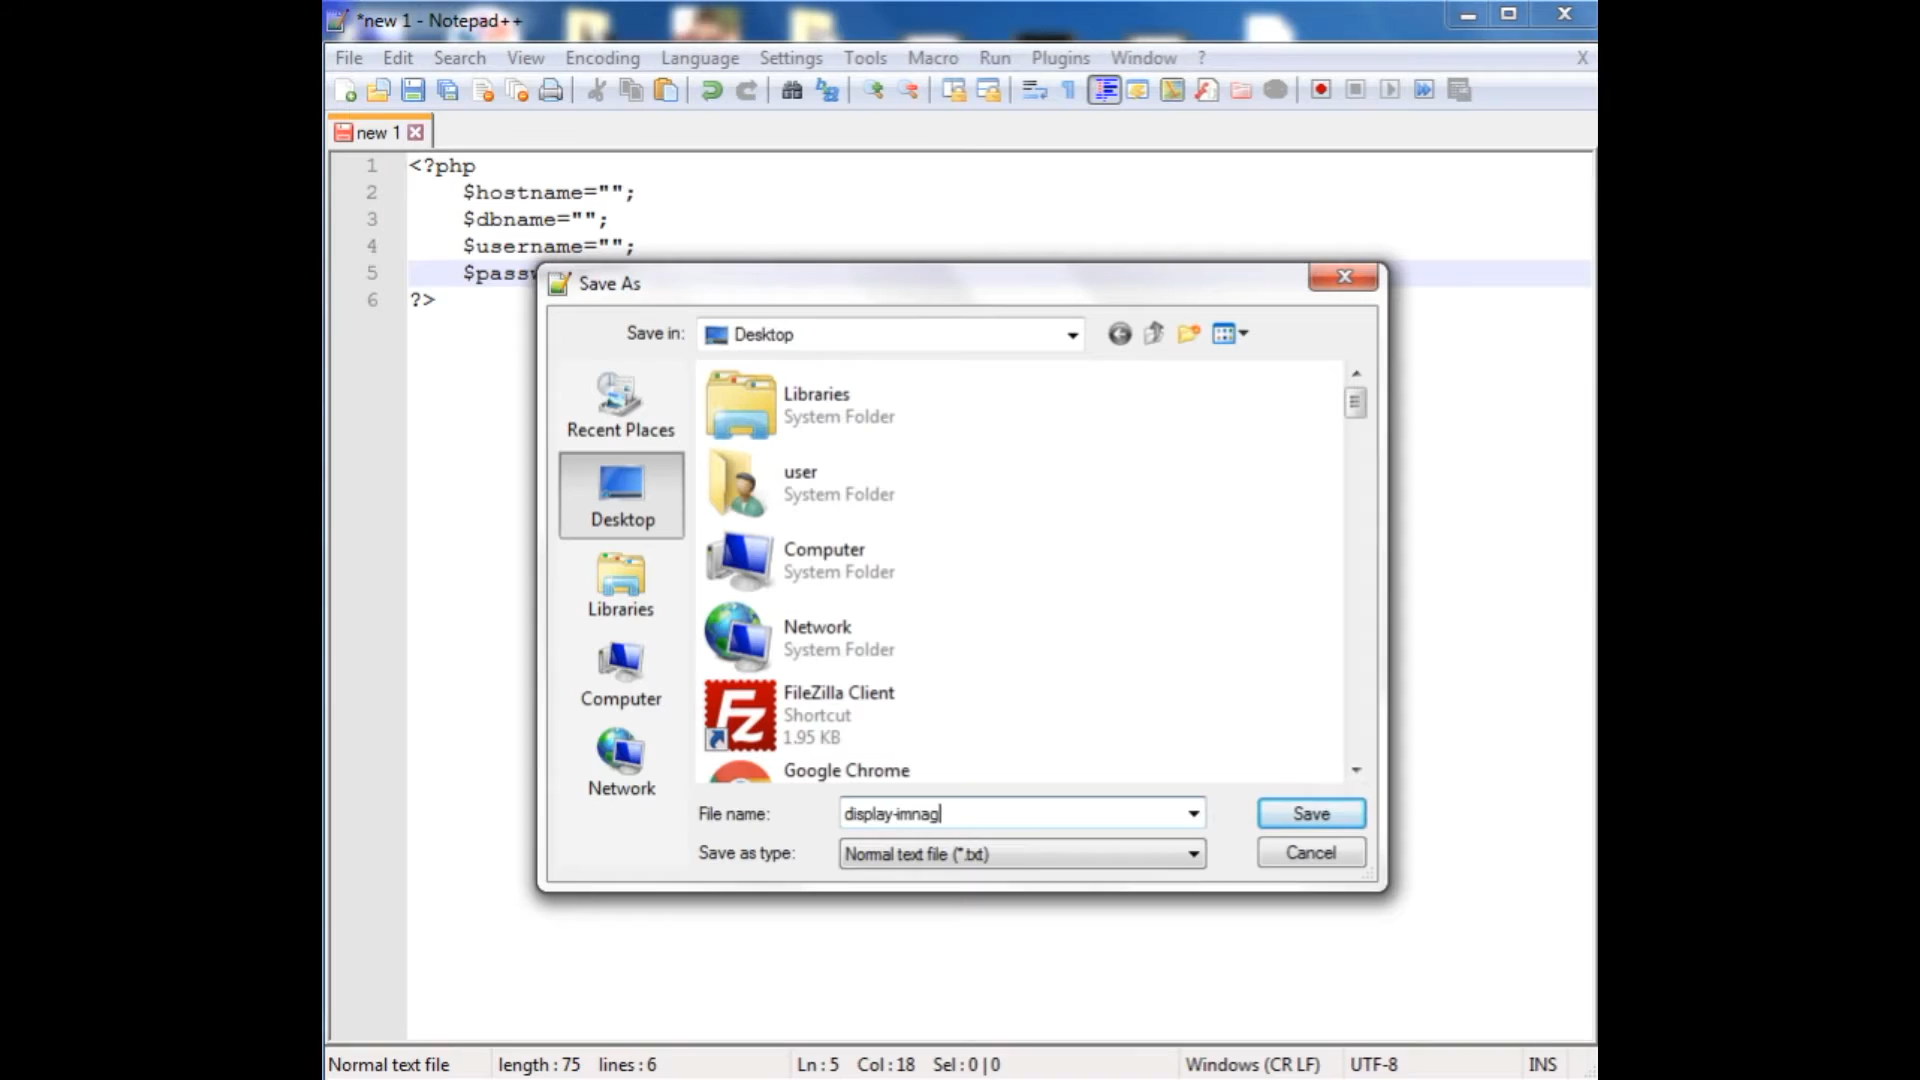 *new 1 - Notepad++
File Edit Search View Encoding Language Settings Tools Macro Run Plugins Window ? X
new 1
1 <?php
2 $hostname="";
3 $dbname="";
4 $username="";
5
6 ?>
Save As
Save in: Desktop
Recent Places
Desktop
Libraries
Computer
Network
Libraries
System Folder
user
System Folder
Computer
System Folder
Network
System Folder
FileZilla Client
Shortcut
1.95 KB
Google Chrome
File name: display-imnag
Save
Save as type: Normal text file (*.txt)
Cancel
Normal text file length : 75 lines : 6 Ln : 5 Col : 18 Sel : 0 | 0 Windows (CR LF) UTF-8 INS